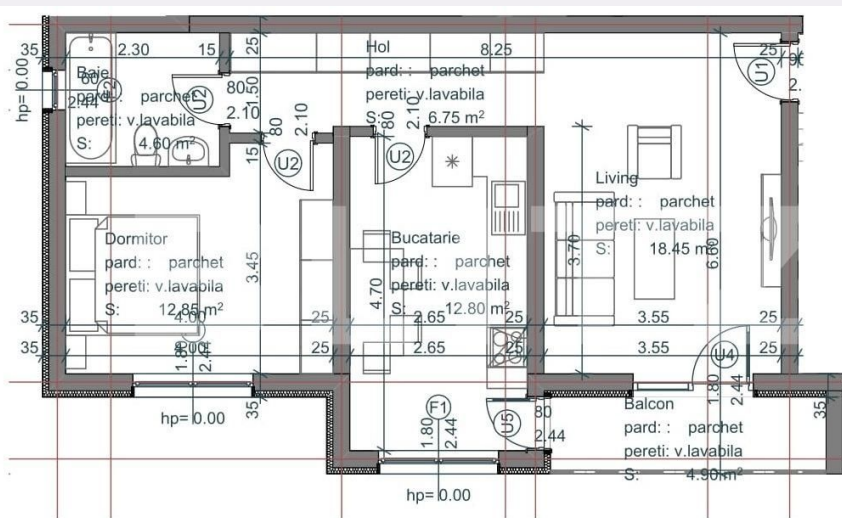 35
2.30
15
25
Hol
8.25
25
U1
hp= 0.00
80
2.44
Baie
pard: : parchet
pereti: v.lavabila
S: 4.60 m²
U2
80
2.10
1.50
pard: : parchet
pereti: v.lavabila
S: 6.75 m²
80
2.10
80
2.10
15
U2
U2
Living
pard: : parchet
pereti: v.lavabila
S: 18.45 m²
Dormitor
pard: : parchet
pereti: v.lavabila
S: 12.85 m²
3.45
Bucatarie
pard: : parchet
pereti: v.lavabila
S: 12.80 m²
4.70
3.70
6.60
35
4.00
25
2.65
25
3.55
25
35
4.00
25
2.65
25
3.55
25
1.80
2.44
U4
1.80
2.44
hp= 0.00
35
F1
1.80
2.44
U5
80
2.44
Balcon
pard: : parchet
pereti: v.lavabila
S: 4.90 m²
35
hp= 0.00